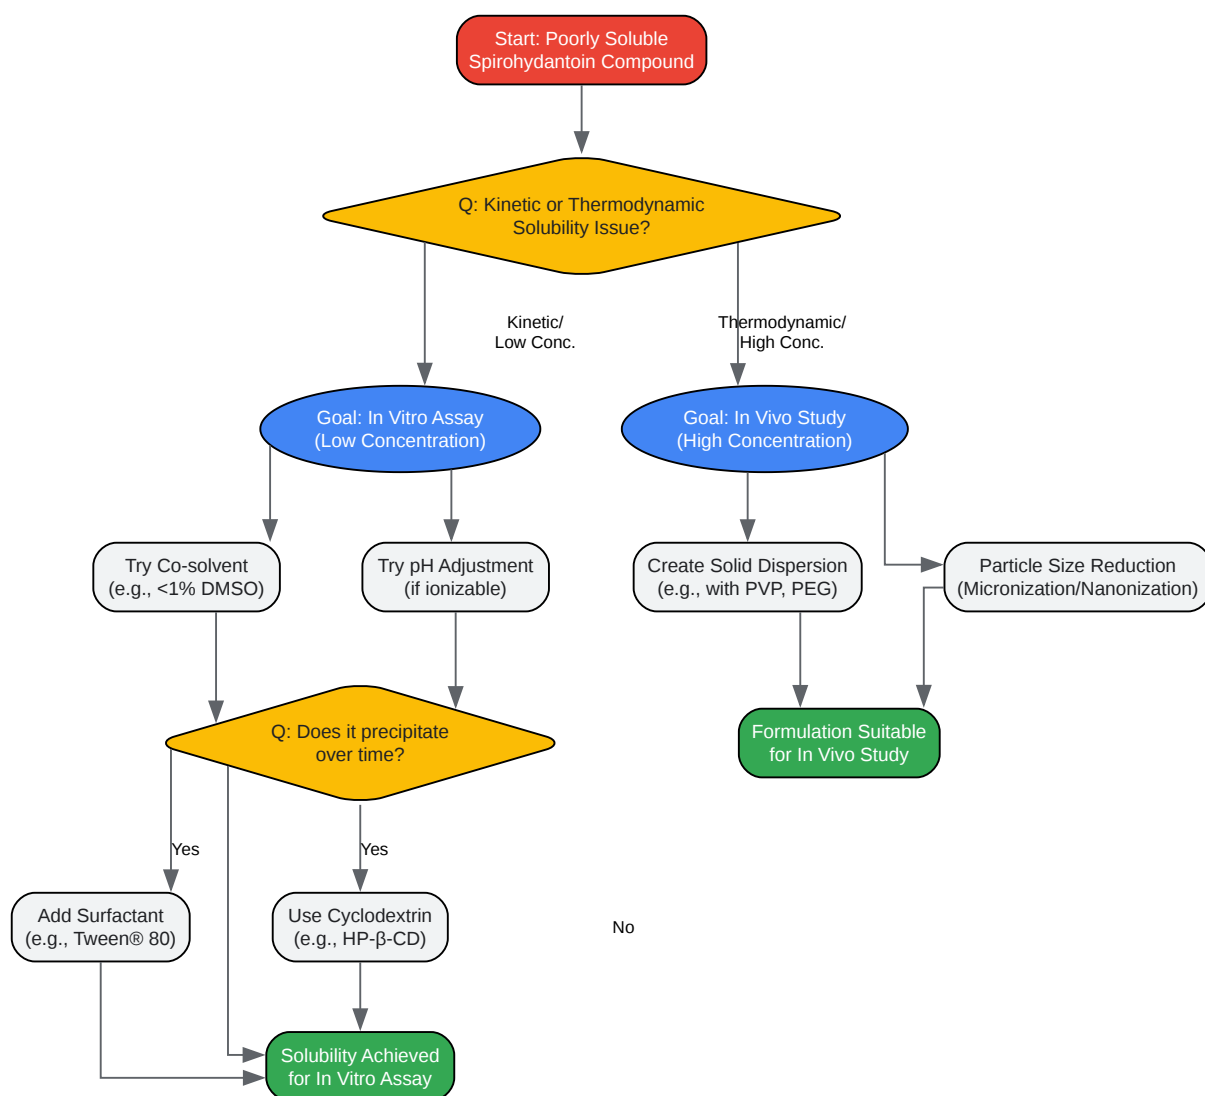 Start: Poorly Soluble
Spirohydantoin Compound
Q: Kinetic or Thermodynamic
Solubility Issue?
Kinetic/
Low Conc.
Thermodynamic/
High Conc.
Goal: In Vitro Assay
(Low Concentration)
Goal: In Vivo Study
(High Concentration)
Try Co-solvent
(e.g., <1% DMSO)
Try pH Adjustment
(if ionizable)
Create Solid Dispersion
(e.g., with PVP, PEG)
Particle Size Reduction
(Micronization/Nanonization)
Q: Does it precipitate
over time?
Formulation Suitable
for In Vivo Study
Yes
Yes
Add Surfactant
(e.g., Tween® 80)
Use Cyclodextrin
(e.g., HP-β-CD)
No
Solubility Achieved
for In Vitro Assay